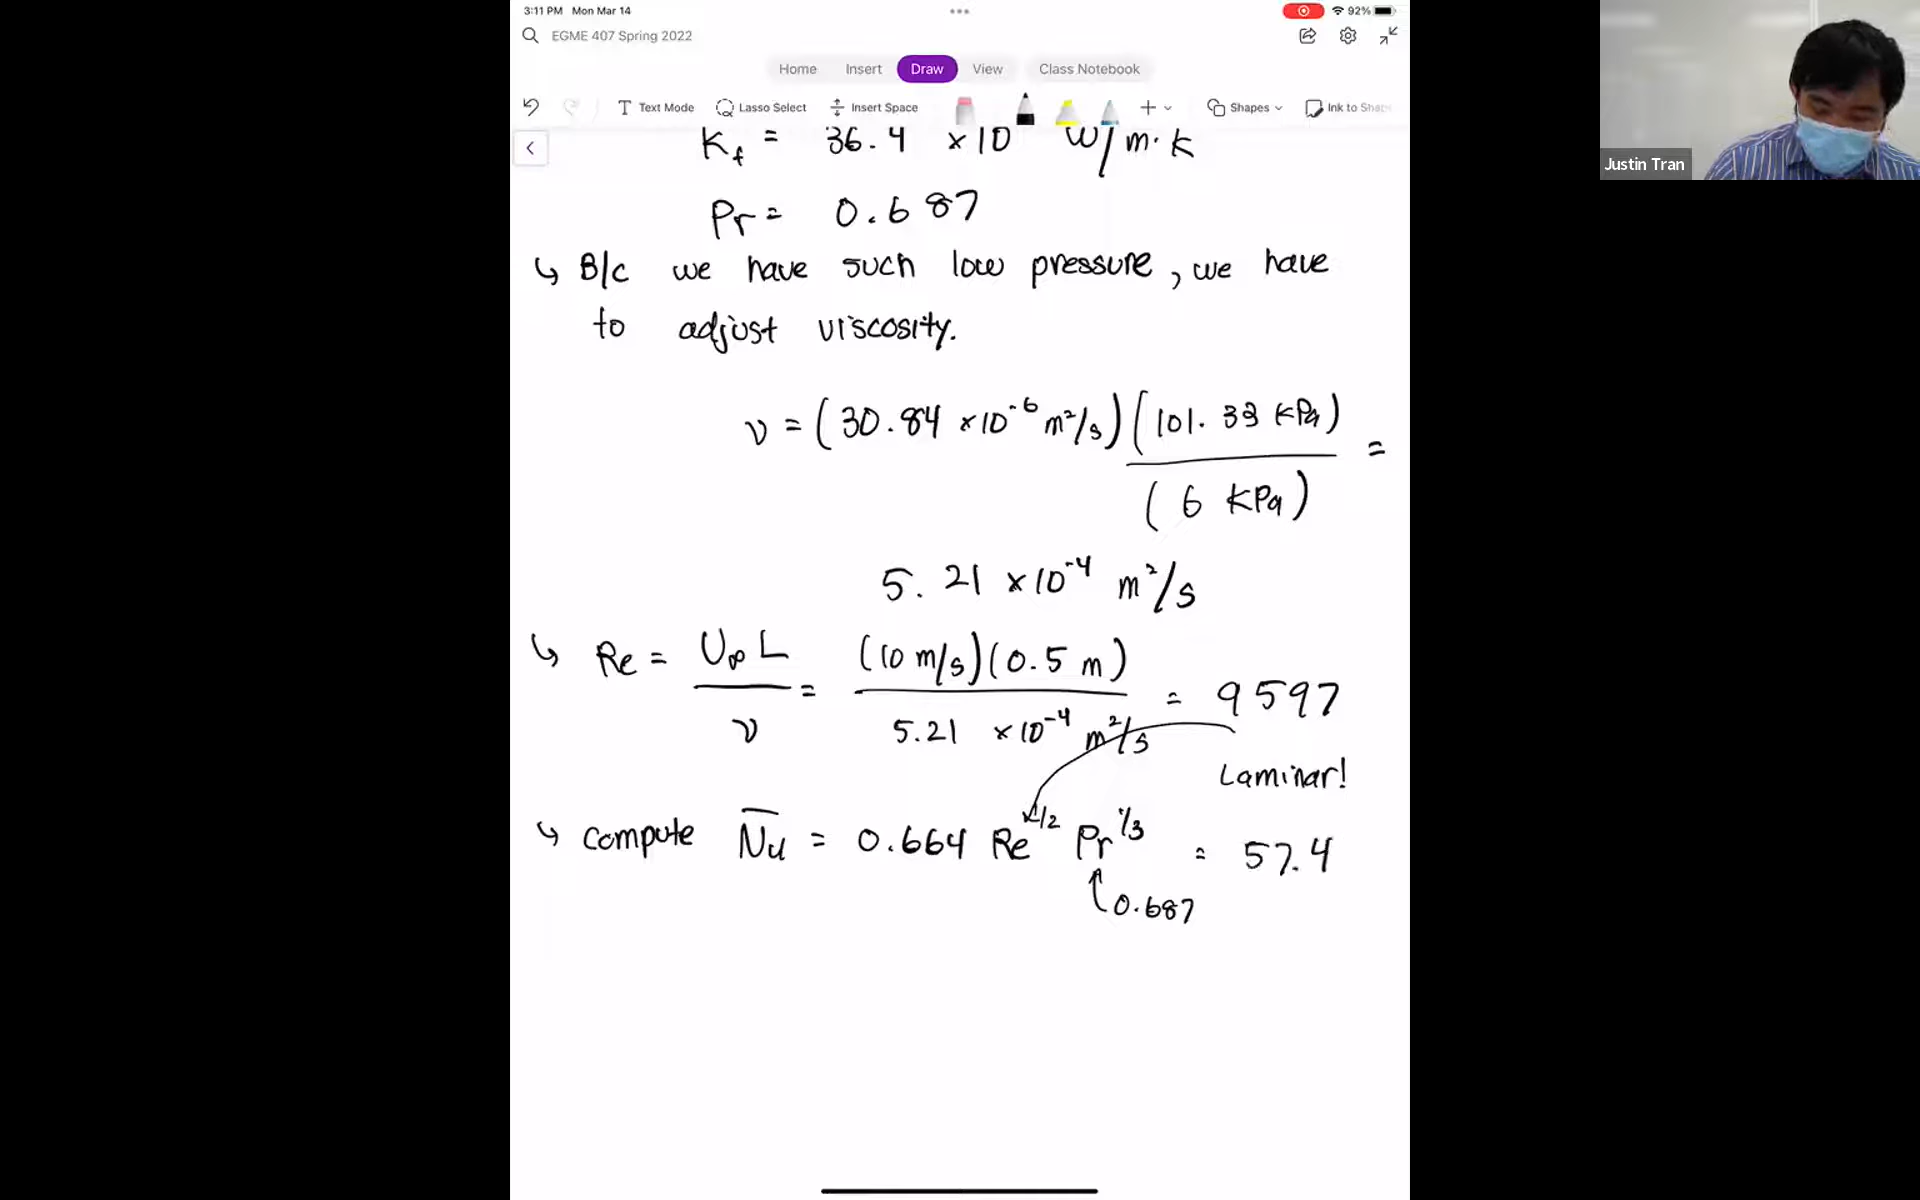 3:11 PM Mon Mar 14
92%
EGME 407 Spring 2022
Home Insert Draw View Class Notebook
Text Mode Lasso Select Insert Space Shapes Ink to Shap
Kf = 36.4 ×10 W/m·K
Pr = 0.687
↳ B/c we have such low pressure, we have
to adjust viscosity.
ν = (30.84 ×10⁻⁶ m²/s) (101.33 kPa) =
(6 kPa)
5.21 ×10⁻⁴ m²/s
↳ Re = U∞ L / ν = (10 m/s)(0.5 m) / 5.21 ×10⁻⁴ m²/s = 9597
Laminar!
↳ compute N̅u̅ = 0.664 Re^1/2 Pr^1/3 = 57.4
0.687
Justin Tran